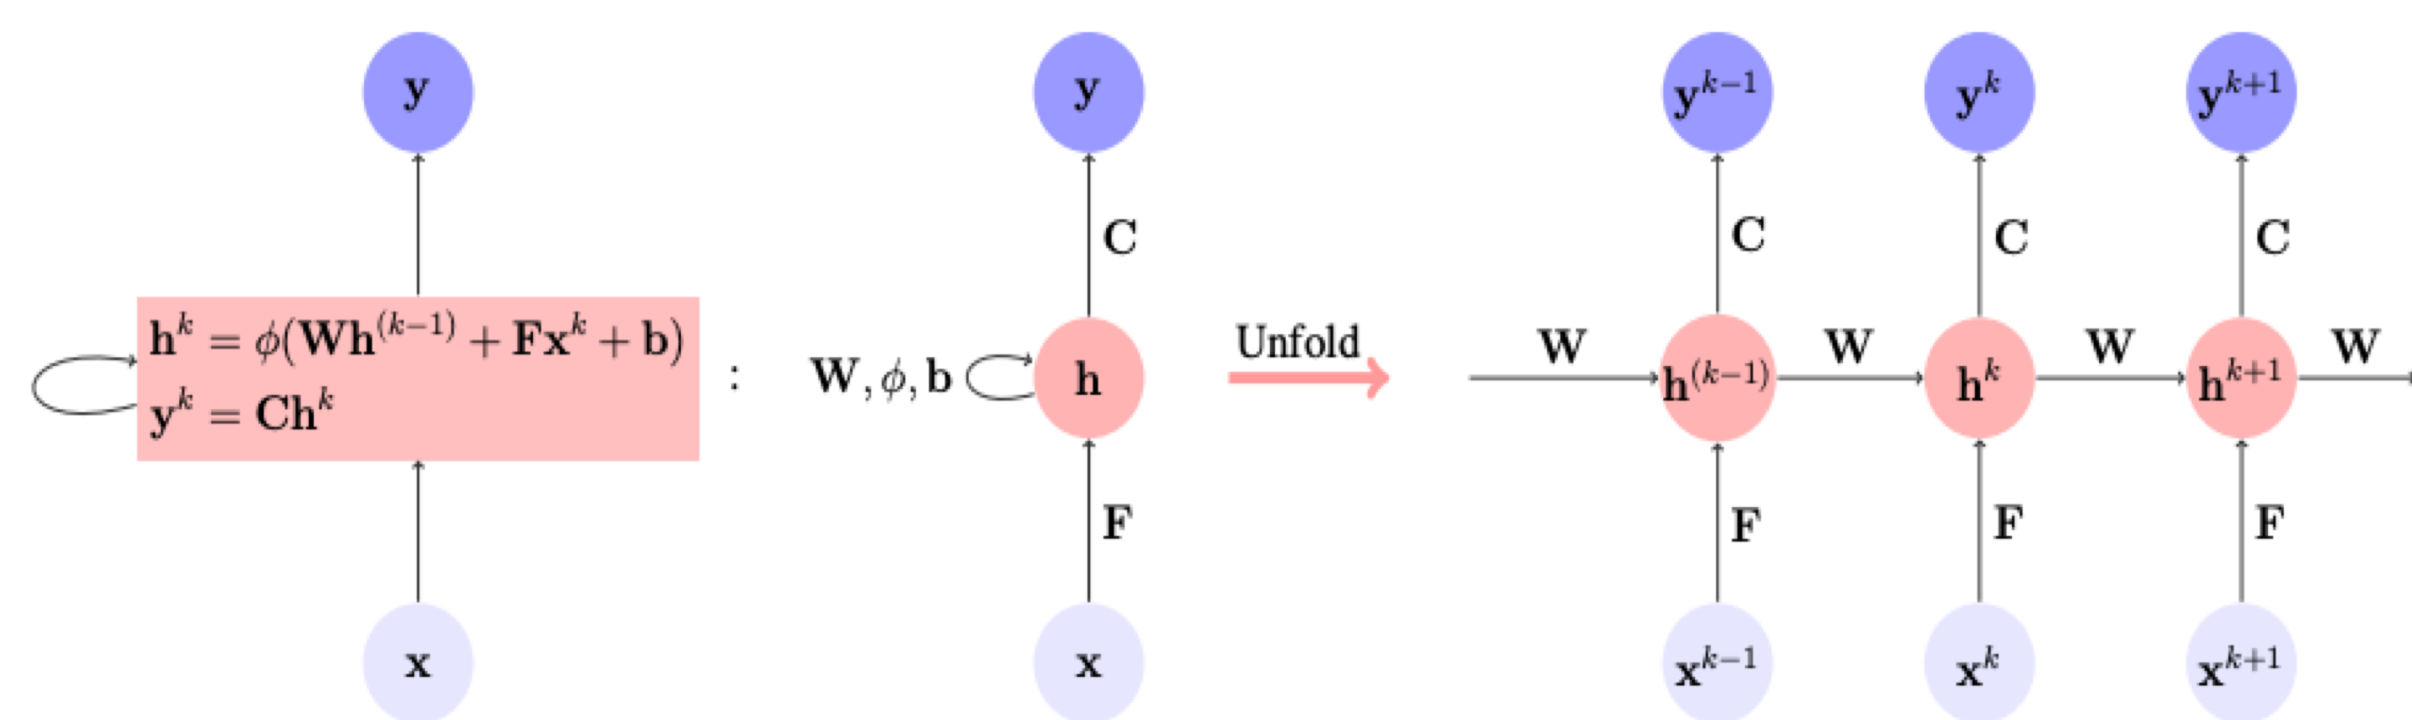 y
h^k = ϕ(Wh^(k−1) + Fx^k + b)
y^k = Ch^k
x
:
y
C
W, ϕ, b
h
F
x
Unfold
y^k−1
y^k
y^k+1
C
C
C
W
h^(k−1)
W
h^k
W
h^k+1
W
F
F
F
x^k−1
x^k
x^k+1